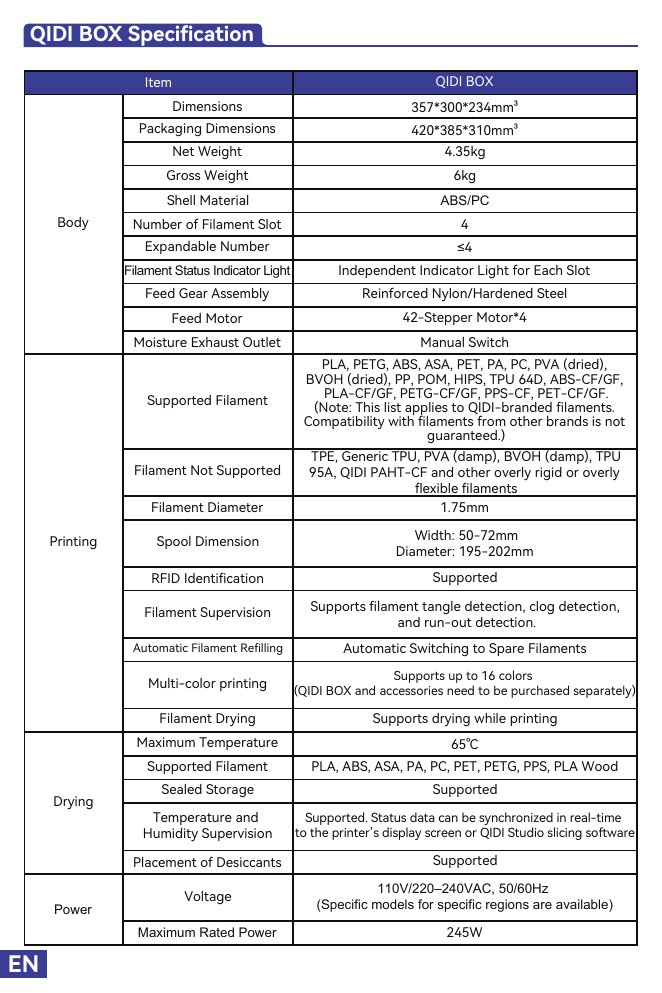 QIDI BOX Specification
Item QIDI BOX
Body
Dimensions 357*300*234mm³
Packaging Dimensions 420*385*310mm³
Net Weight 4.35kg
Gross Weight 6kg
Shell Material ABS/PC
Number of Filament Slot 4
Expandable Number ≤4
Filament Status Indicator Light Independent Indicator Light for Each Slot
Feed Gear Assembly Reinforced Nylon/Hardened Steel
Feed Motor 42-Stepper Motor*4
Moisture Exhaust Outlet Manual Switch
Printing
Supported Filament
PLA, PETG, ABS, ASA, PET, PA, PC, PVA (dried),
BVOH (dried), PP, POM, HIPS, TPU 64D, ABS-CF/GF,
PLA-CF/GF, PETG-CF/GF, PPS-CF, PET-CF/GF.
(Note: This list applies to QIDI-branded filaments.
Compatibility with filaments from other brands is not
guaranteed.)
Filament Not Supported
TPE, Generic TPU, PVA (damp), BVOH (damp), TPU
95A, QIDI PAHT-CF and other overly rigid or overly
flexible filaments
Filament Diameter 1.75mm
Spool Dimension
Width: 50-72mm
Diameter: 195-202mm
RFID Identification Supported
Filament Supervision
Supports filament tangle detection, clog detection,
and run-out detection.
Automatic Filament Refilling Automatic Switching to Spare Filaments
Multi-color printing
Supports up to 16 colors
(QIDI BOX and accessories need to be purchased separately)
Filament Drying Supports drying while printing
Drying
Maximum Temperature 65℃
Supported Filament PLA, ABS, ASA, PA, PC, PET, PETG, PPS, PLA Wood
Sealed Storage Supported
Temperature and
Humidity Supervision
Supported. Status data can be synchronized in real-time
to the printer's display screen or QIDI Studio slicing software
Placement of Desiccants Supported
Power
Voltage
110V/220–240VAC, 50/60Hz
(Specific models for specific regions are available)
Maximum Rated Power 245W
EN